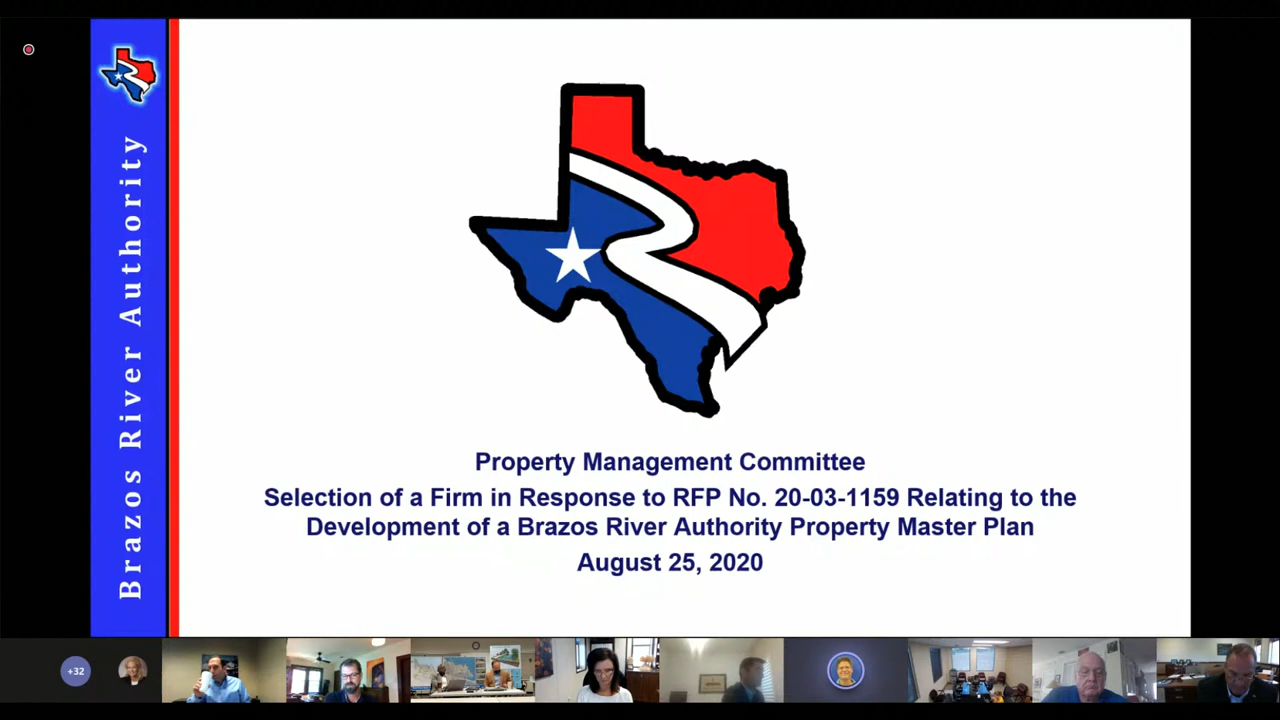 Brazos River Authority
Property Management Committee
Selection of a Firm in Response to RFP No. 20-03-1159 Relating to the
Development of a Brazos River Authority Property Master Plan
August 25, 2020
+32